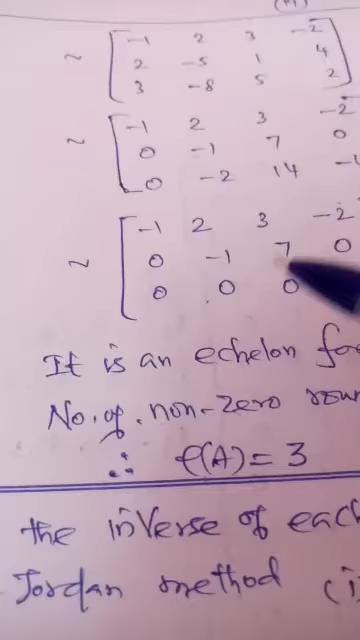 ~ [ -1 2 3 -2 ]
2 -5 1 4
3 -8 5 2
~ [ -1 2 3 -2
0 -1 7 0
0 -2 14
~ [ -1 2 3 -2
0 -1 7 0
0 0 0
It is an echelon
No. of. non-zero
∴ ρ(A) = 3
the inverse of
Jordan method